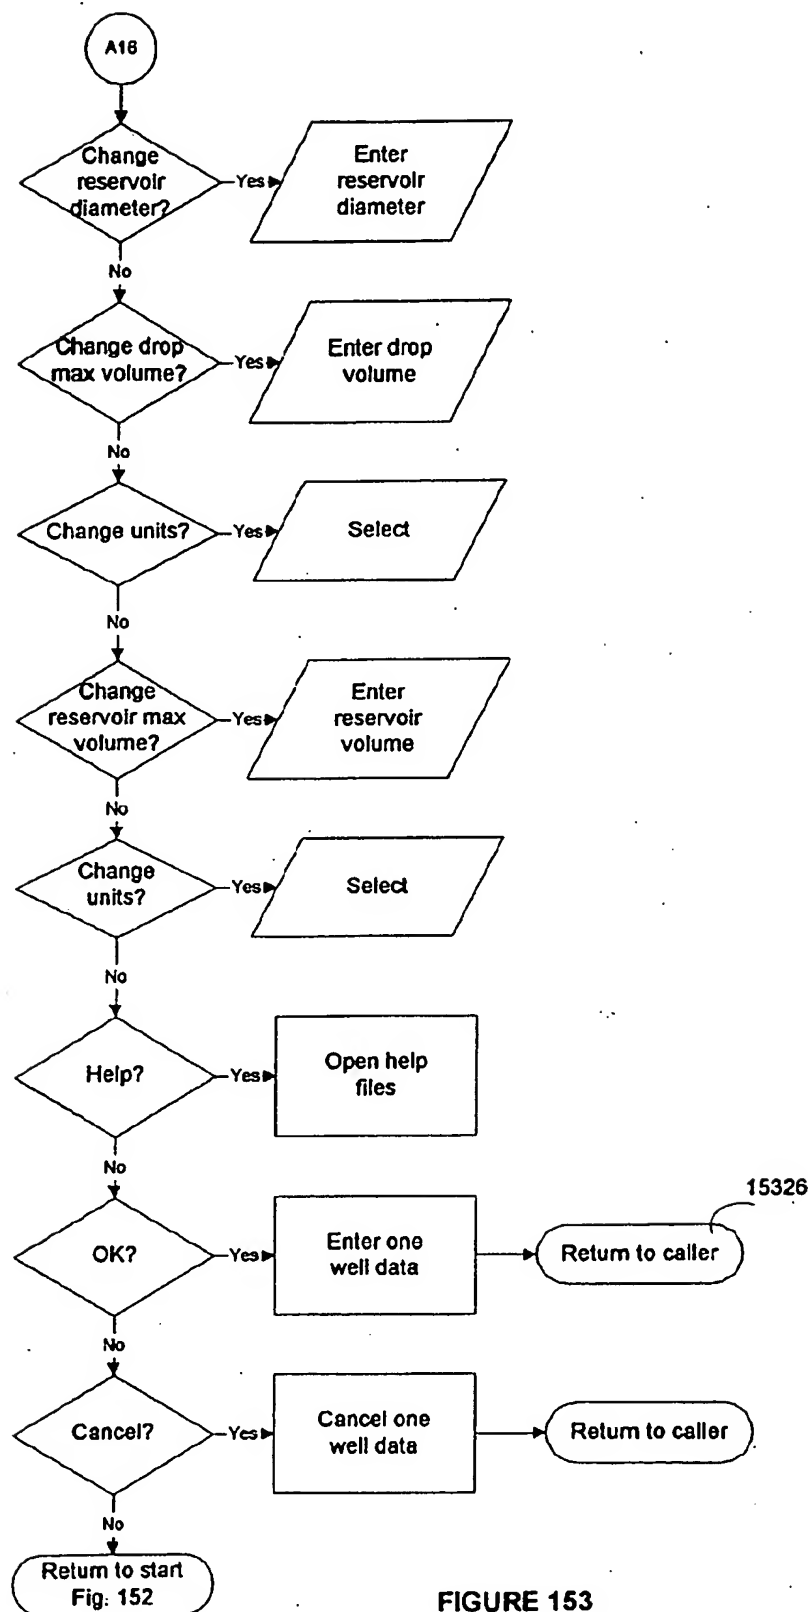 A16
Change
reservoir
diameter?
Yes
Enter
reservoir
diameter
No
Change drop
max volume?
Yes
Enter drop
volume
No
Change units?
Yes
Select
No
Change
reservoir max
volume?
Yes
Enter
reservoir
volume
No
Change
units?
Yes
Select
No
Help?
Yes
Open help
files
No
15326
OK?
Yes
Enter one
well data
Return to caller
No
Cancel?
Yes
Cancel one
well data
Return to caller
No
Return to start
Fig. 152
FIGURE 153